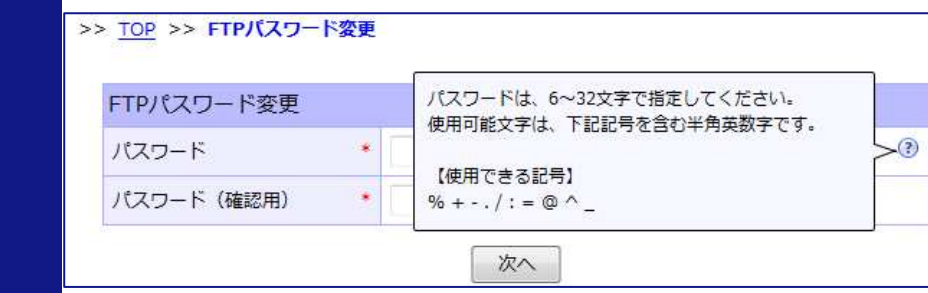 >> TOP >> FTPパスワード変更
FTPパスワード変更
パスワードは、6～32文字で指定してください。
使用可能文字は、下記記号を含む半角英数字です。
【使用できる記号】
% + - . / : = @ ^ _
パスワード *
?
パスワード（確認用） *
次へ